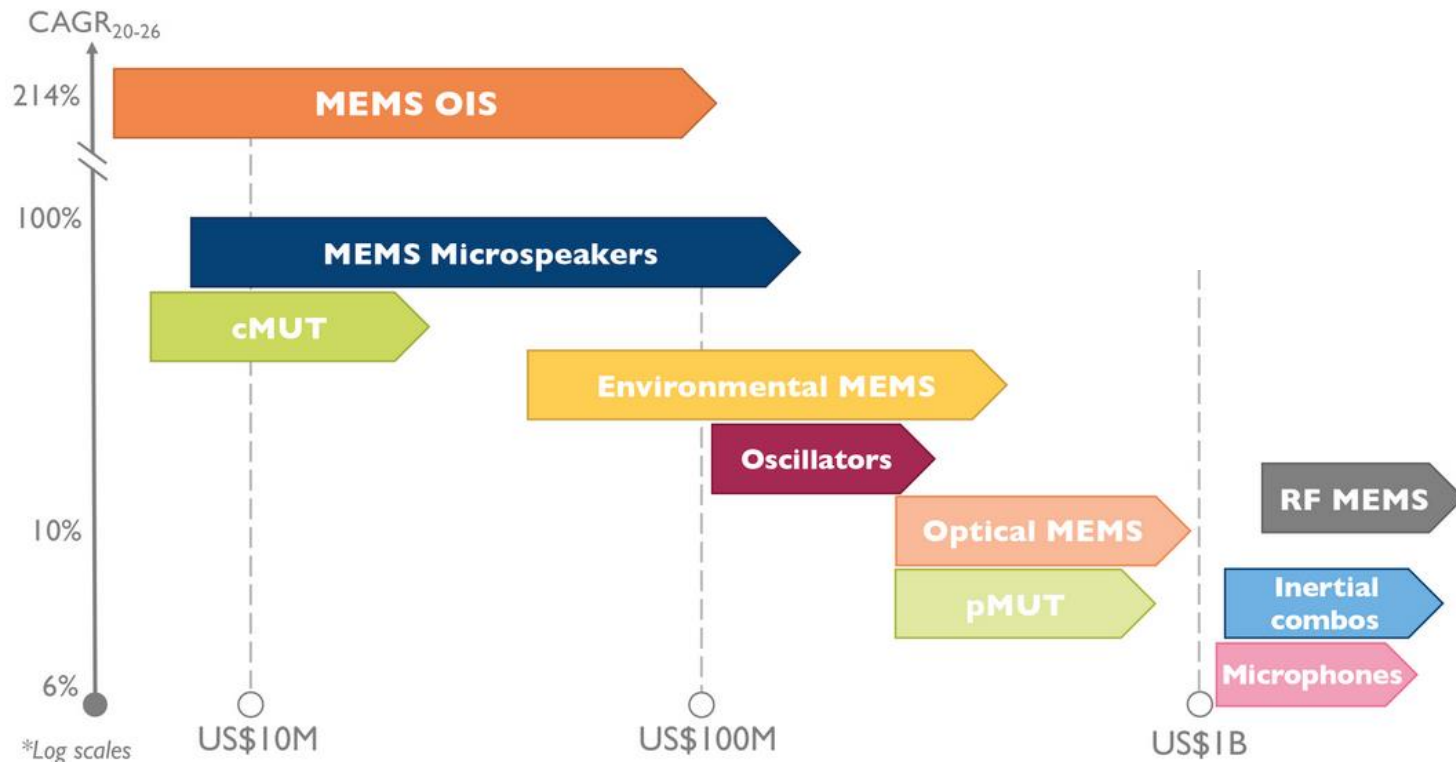 CAGR20-26
214%
MEMS OIS
100%
MEMS Microspeakers
cMUT
Environmental MEMS
Oscillators
RF MEMS
10%
Optical MEMS
pMUT
Inertial
combos
6%
Microphones
*Log scales
US$10M
US$100M
US$1B